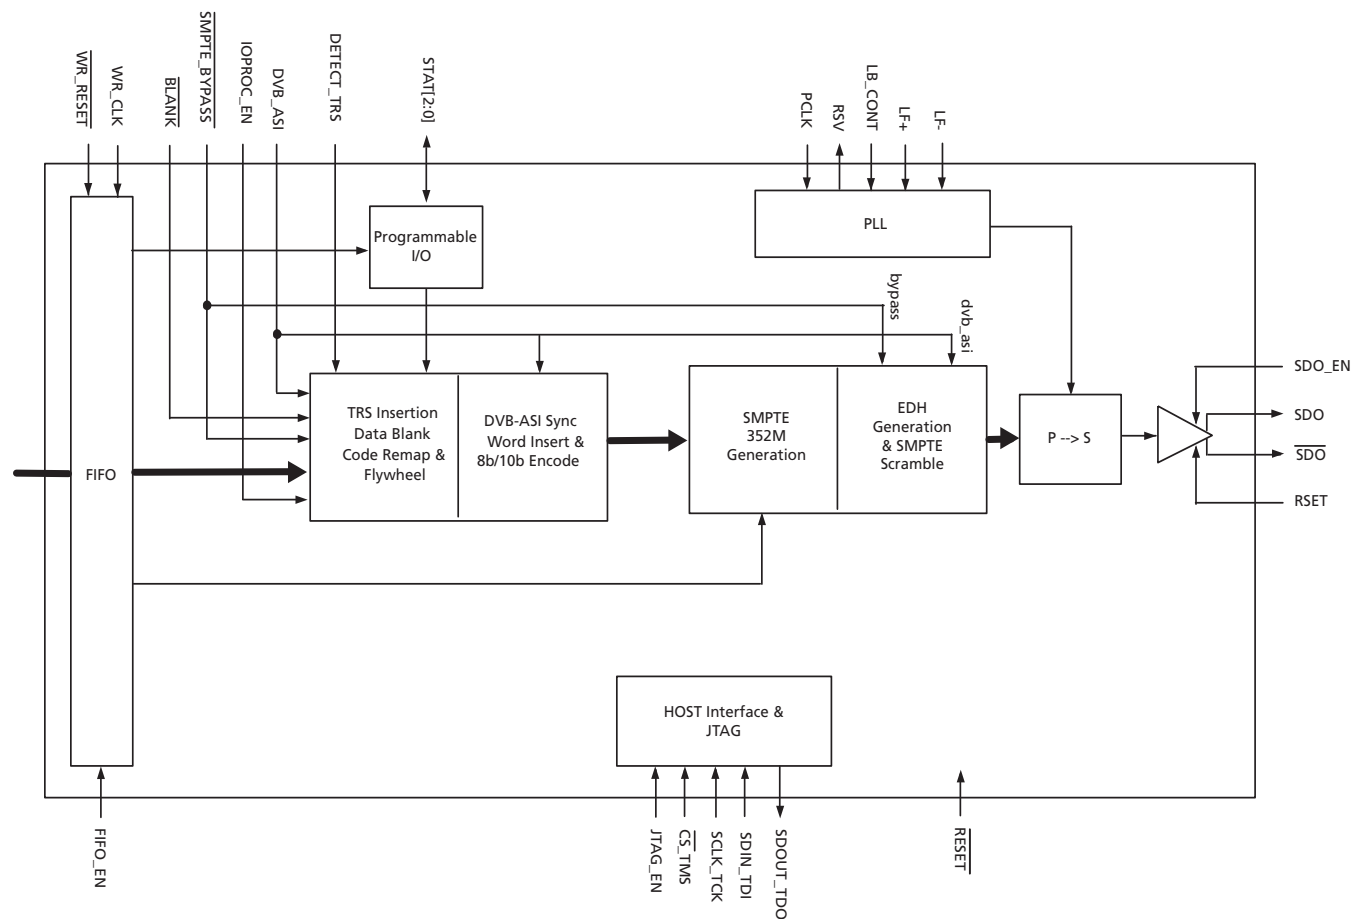 WR_RESET
WR_CLK
BLANK
SMPTE_BYPASS
IOPROC_EN
DVB_ASI
DETECT_TRS
STAT[2:0]
PCLK
RSV
LB_CONT
LF+
LF-
Programmable
I/O
PLL
bypass
dvb_asi
FIFO
TRS Insertion
Data Blank
Code Remap &
Flywheel
DVB-ASI Sync
Word Insert &
8b/10b Encode
SMPTE
352M
Generation
EDH
Generation
& SMPTE
Scramble
P --> S
SDO_EN
SDO
SDO
RSET
HOST Interface &
JTAG
FIFO_EN
JTAG_EN
CS_TMS
SCLK_TCK
SDIN_TDI
SDOUT_TDO
RESET